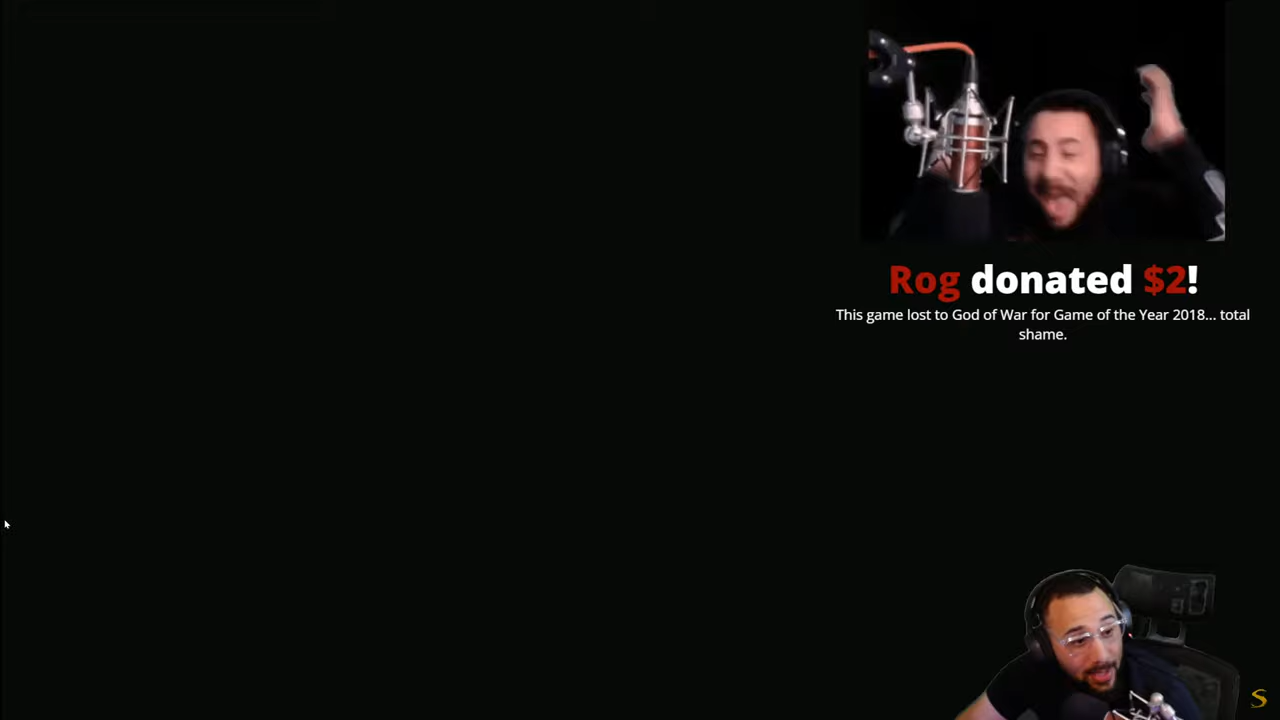 Rog donated $2!
This game lost to God of War for Game of the Year 2018... total
shame.
S